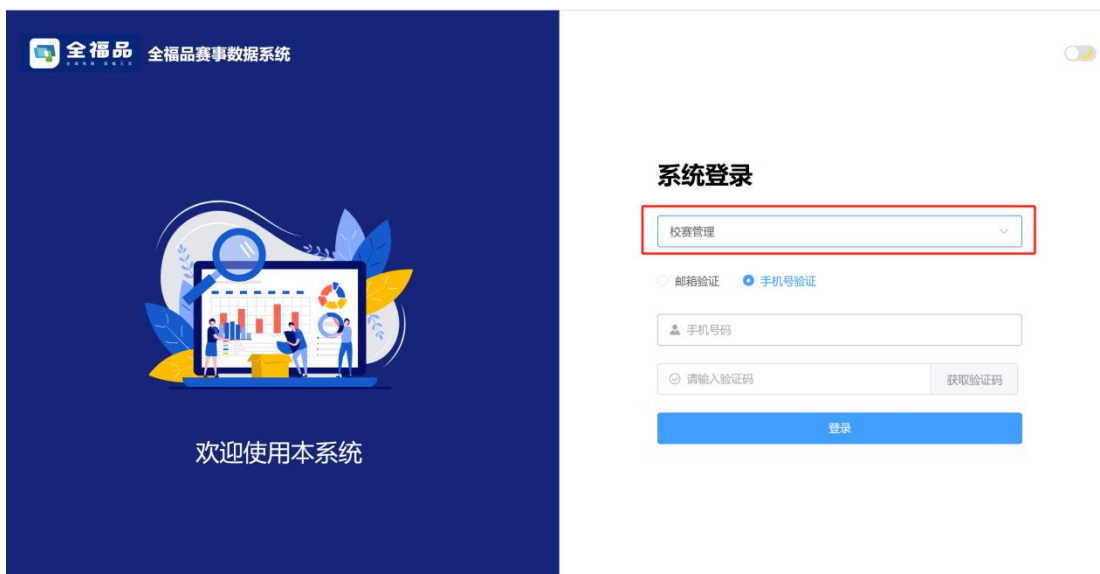 全福品
全福品赛事数据系统
系统登录
校赛管理
邮箱验证
手机号验证
手机号码
请输入验证码
获取验证码
登录
欢迎使用本系统